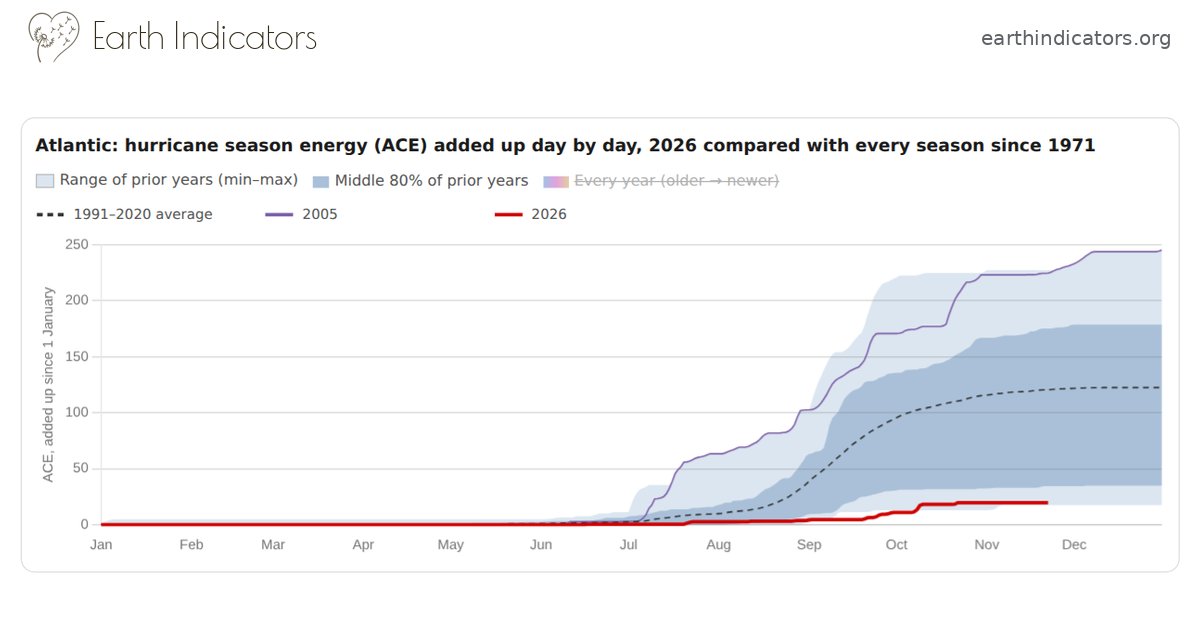 Earth Indicators
earthindicators.org
Atlantic: hurricane season energy (ACE) added up day by day, 2026 compared with every season since 1971
Range of prior years (min–max) Middle 80% of prior years Every year (older → newer)
1991–2020 average 2005 2026
ACE, added up since 1 January
250
200
150
100
50
0
Jan Feb Mar Apr May Jun Jul Aug Sep Oct Nov Dec